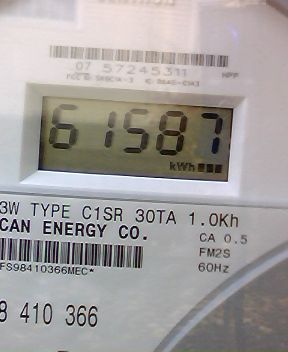 07 57245311 HPP
61587
kWh
3W TYPE C1SR 30TA 1.0Kh
CAN ENERGY CO.
CA 0.5
FM2S
60Hz
FS98410366MEC*
8 410 366